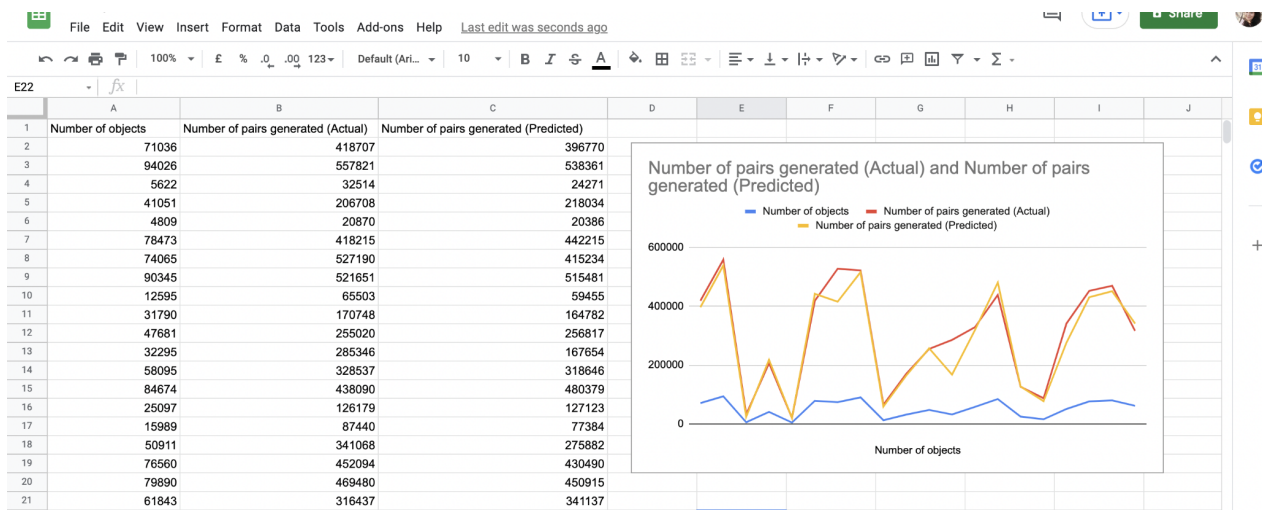 File Edit View Insert Format Data Tools Add-ons Help Last edit was seconds ago
Share
100% £ % .0 .00 123 Default (Ari... 10 B I S A
31
E22 fx
A B C D E F G H I J
1 Number of objects Number of pairs generated (Actual) Number of pairs generated (Predicted)
2 71036 418707 396770
3 94026 557821 538361
4 5622 32514 24271
5 41051 206708 218034
6 4809 20870 20386
7 78473 418215 442215
8 74065 527190 415234
9 90345 521651 515481
10 12595 65503 59455
11 31790 170748 164782
12 47681 255020 256817
13 32295 285346 167654
14 58095 328537 318646
15 84674 438090 480379
16 25097 126179 127123
17 15989 87440 77384
18 50911 341068 275882
19 76560 452094 430490
20 79890 469480 450915
21 61843 316437 341137
Number of pairs generated (Actual) and Number of pairs
generated (Predicted)
Number of objects Number of pairs generated (Actual)
Number of pairs generated (Predicted)
600000
400000
200000
0
Number of objects